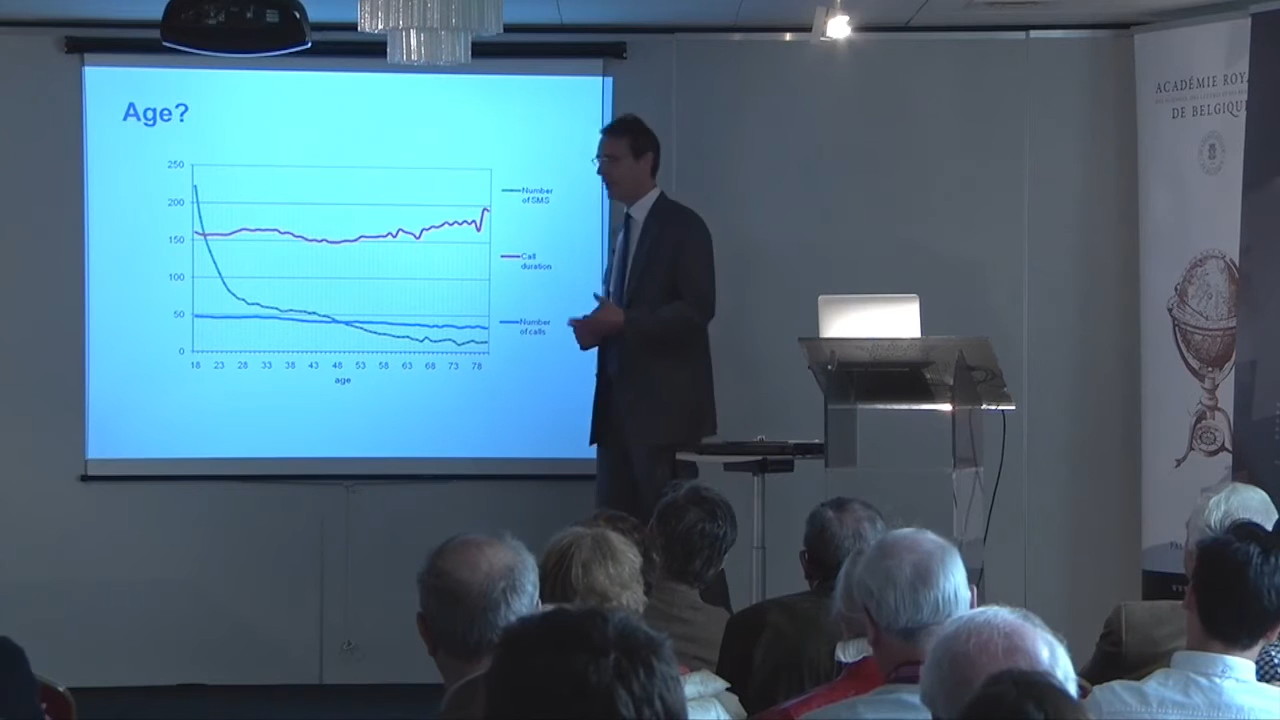 Age?
250
200
150
100
50
0
18 23 28 33 38 43 48 53 58 63 68 73 78
age
Number
of SMS
Call
duration
Number
of calls
ACADÉMIE ROYA
DE BELGIQU